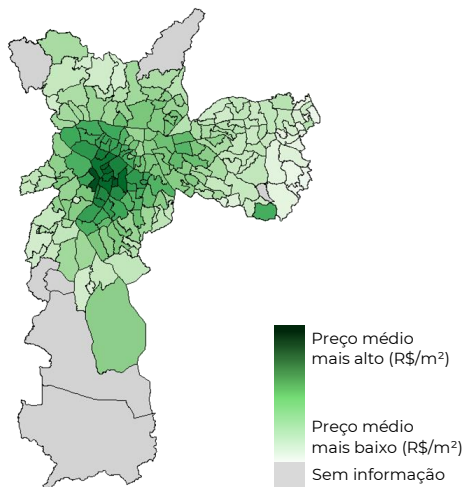 Preço médio
mais alto (R$/m²)
Preço médio
mais baixo (R$/m²)
Sem informação